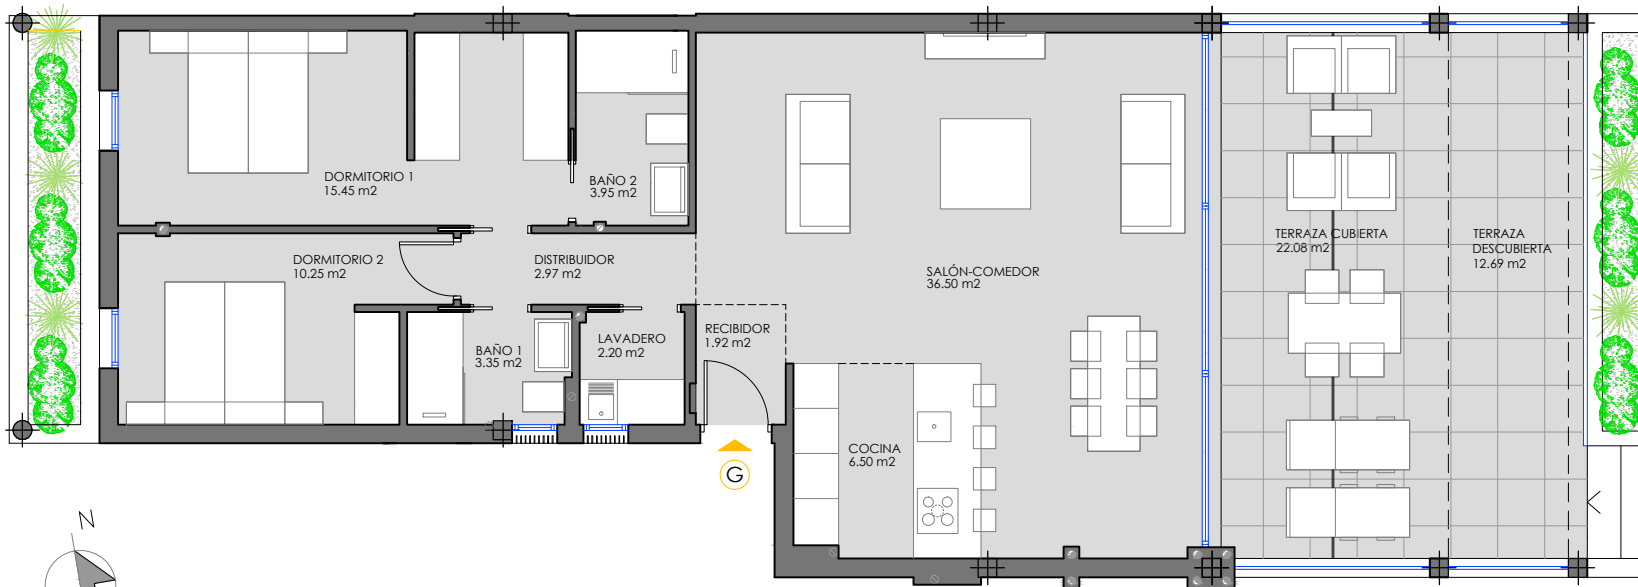 DORMITORIO 1
15.45 m2
BAÑO 2
3.95 m2
DORMITORIO 2
10.25 m2
DISTRIBUIDOR
2.97 m2
SALÓN-COMEDOR
36.50 m2
TERRAZA CUBIERTA
22.08 m2
TERRAZA
DESCUBIERTA
12.69 m2
BAÑO 1
3.35 m2
LAVADERO
2.20 m2
RECIBIDOR
1.92 m2
COCINA
6.50 m2
G
N